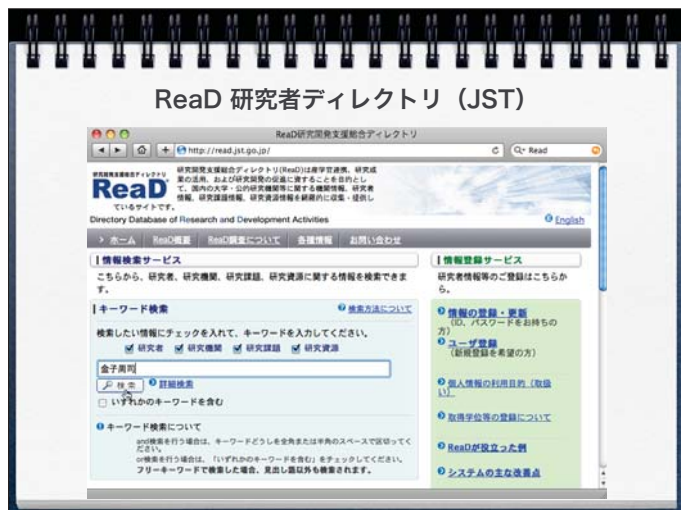 ReaD 研究者ディレクトリ（JST）
ReaD研究開発支援総合ディレクトリ
http://read.jst.go.jp/
Read
研究開発支援総合ディレクトリ
ReaD
研究開発支援総合ディレクトリ(ReaD)は産学官連携、研究成
果の活用、および研究開発の促進に資することを目的とし
て、国内の大学・公的研究機関等に関する機関情報、研究者
情報、研究課題情報、研究資源情報を網羅的に収集・提供し
ているサイトです。
Directory Database of Research and Development Activities
English
> ホーム ReaD概要 ReaD調査について 各種情報 お問い合わせ
情報検索サービス
こちらから、研究者、研究機関、研究課題、研究資源に関する情報を検索できま
す。
キーワード検索 検索方法について
検索したい情報にチェックを入れて、キーワードを入力してください。
研究者 研究機関 研究課題 研究資源
金子周司
検索 詳細検索
いずれかのキーワードを含む
キーワード検索について
and検索を行う場合は、キーワードどうしを全角または半角のスペースで区切ってく
ださい。
or検索を行う場合は、「いずれかのキーワードを含む」をチェックしてください。
フリーキーワードで検索した場合、見出し語以外も検索されます。
情報登録サービス
研究者情報等のご登録はこちらか
ら。
情報の登録・更新
（ID、パスワードをお持ちの
方）
ユーザ登録
（新規登録を希望の方）
個人情報の利用目的（取扱
い）
取得学位等の登録について
ReaDが役立った例
システムの主な改善点